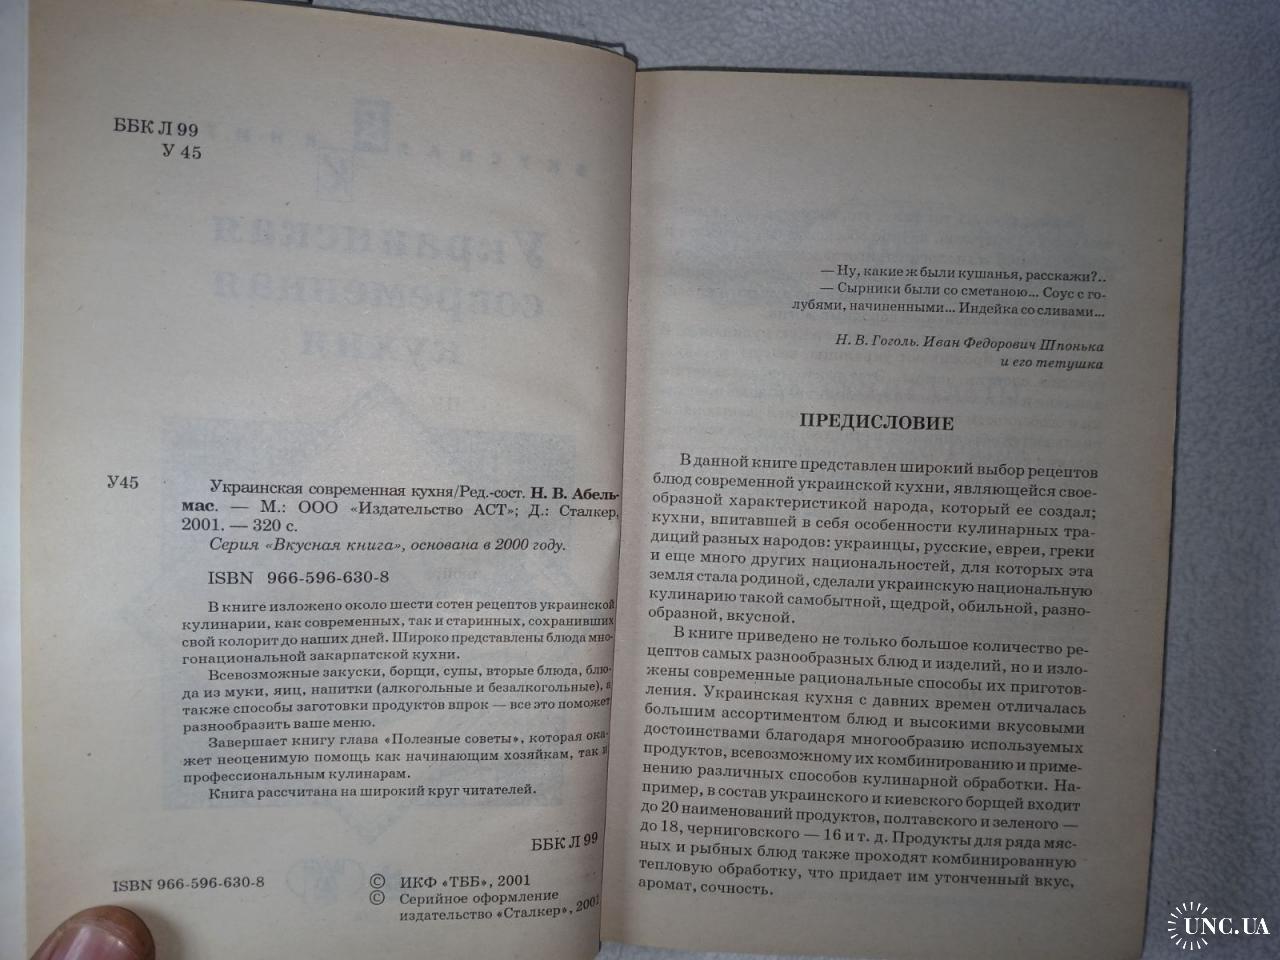 ББК Л 99
У 45
У45
Украинская современная кухня/Ред.-сост. Н. В. Абель-
мас. — М.: ООО «Издательство АСТ»; Д.: Сталкер,
2001. — 320 с.
Серия «Вкусная книга», основана в 2000 году.
ISBN 966-596-630-8
В книге изложено около шести сотен рецептов украинской
кулинарии, как современных, так и старинных, сохранивших
свой колорит до наших дней. Широко представлены блюда мно-
гонациональной закарпатской кухни.
Всевозможные закуски, борщи, супы, вторые блюда, блю-
да из муки, яиц, напитки (алкогольные и безалкогольные), а
также способы заготовки продуктов впрок — все это поможет
разнообразить ваше меню.
Завершает книгу глава «Полезные советы», которая ока-
жет неоценимую помощь как начинающим хозяйкам, так и
профессиональным кулинарам.
Книга рассчитана на широкий круг читателей.
ББК Л 99
ISBN 966-596-630-8
© ИКФ «ТББ», 2001
© Серийное оформление
издательство «Сталкер», 2001
— Ну, какие ж были кушанья, расскажи?..
— Сырники были со сметаною... Соус с го-
лубями, начиненными... Индейка со сливами...
Н. В. Гоголь. Иван Федорович Шпонька
и его тетушка
ПРЕДИСЛОВИЕ
В данной книге представлен широкий выбор рецептов
блюд современной украинской кухни, являющейся свое-
образной характеристикой народа, который ее создал;
кухни, впитавшей в себя особенности кулинарных тра-
диций разных народов: украинцы, русские, евреи, греки
и еще много других национальностей, для которых эта
земля стала родиной, сделали украинскую национальную
кулинарию такой самобытной, щедрой, обильной, разно-
образной, вкусной.
В книге приведено не только большое количество ре-
цептов самых разнообразных блюд и изделий, но и изло-
жены современные рациональные способы их приготов-
ления. Украинская кухня с давних времен отличалась
большим ассортиментом блюд и высокими вкусовыми
достоинствами благодаря многообразию используемых
продуктов, всевозможному их комбинированию и приме-
нению различных способов кулинарной обработки. На-
пример, в состав украинского и киевского борщей входит
до 20 наименований продуктов, полтавского и зеленого —
до 18, черниговского — 16 и т. д. Продукты для ряда мяс-
ных и рыбных блюд также проходят комбинированную
тепловую обработку, что придает им утонченный вкус,
аромат, сочность.
UNC.UA